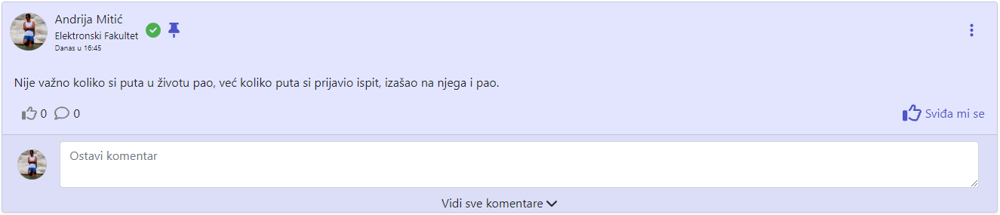 Andrija Mitić
Elektronski Fakultet
Danas u 16:45
Nije važno koliko si puta u životu pao, već koliko puta si prijavio ispit, izašao na njega i pao.
0 0
Sviđa mi se
Ostavi komentar
Vidi sve komentare